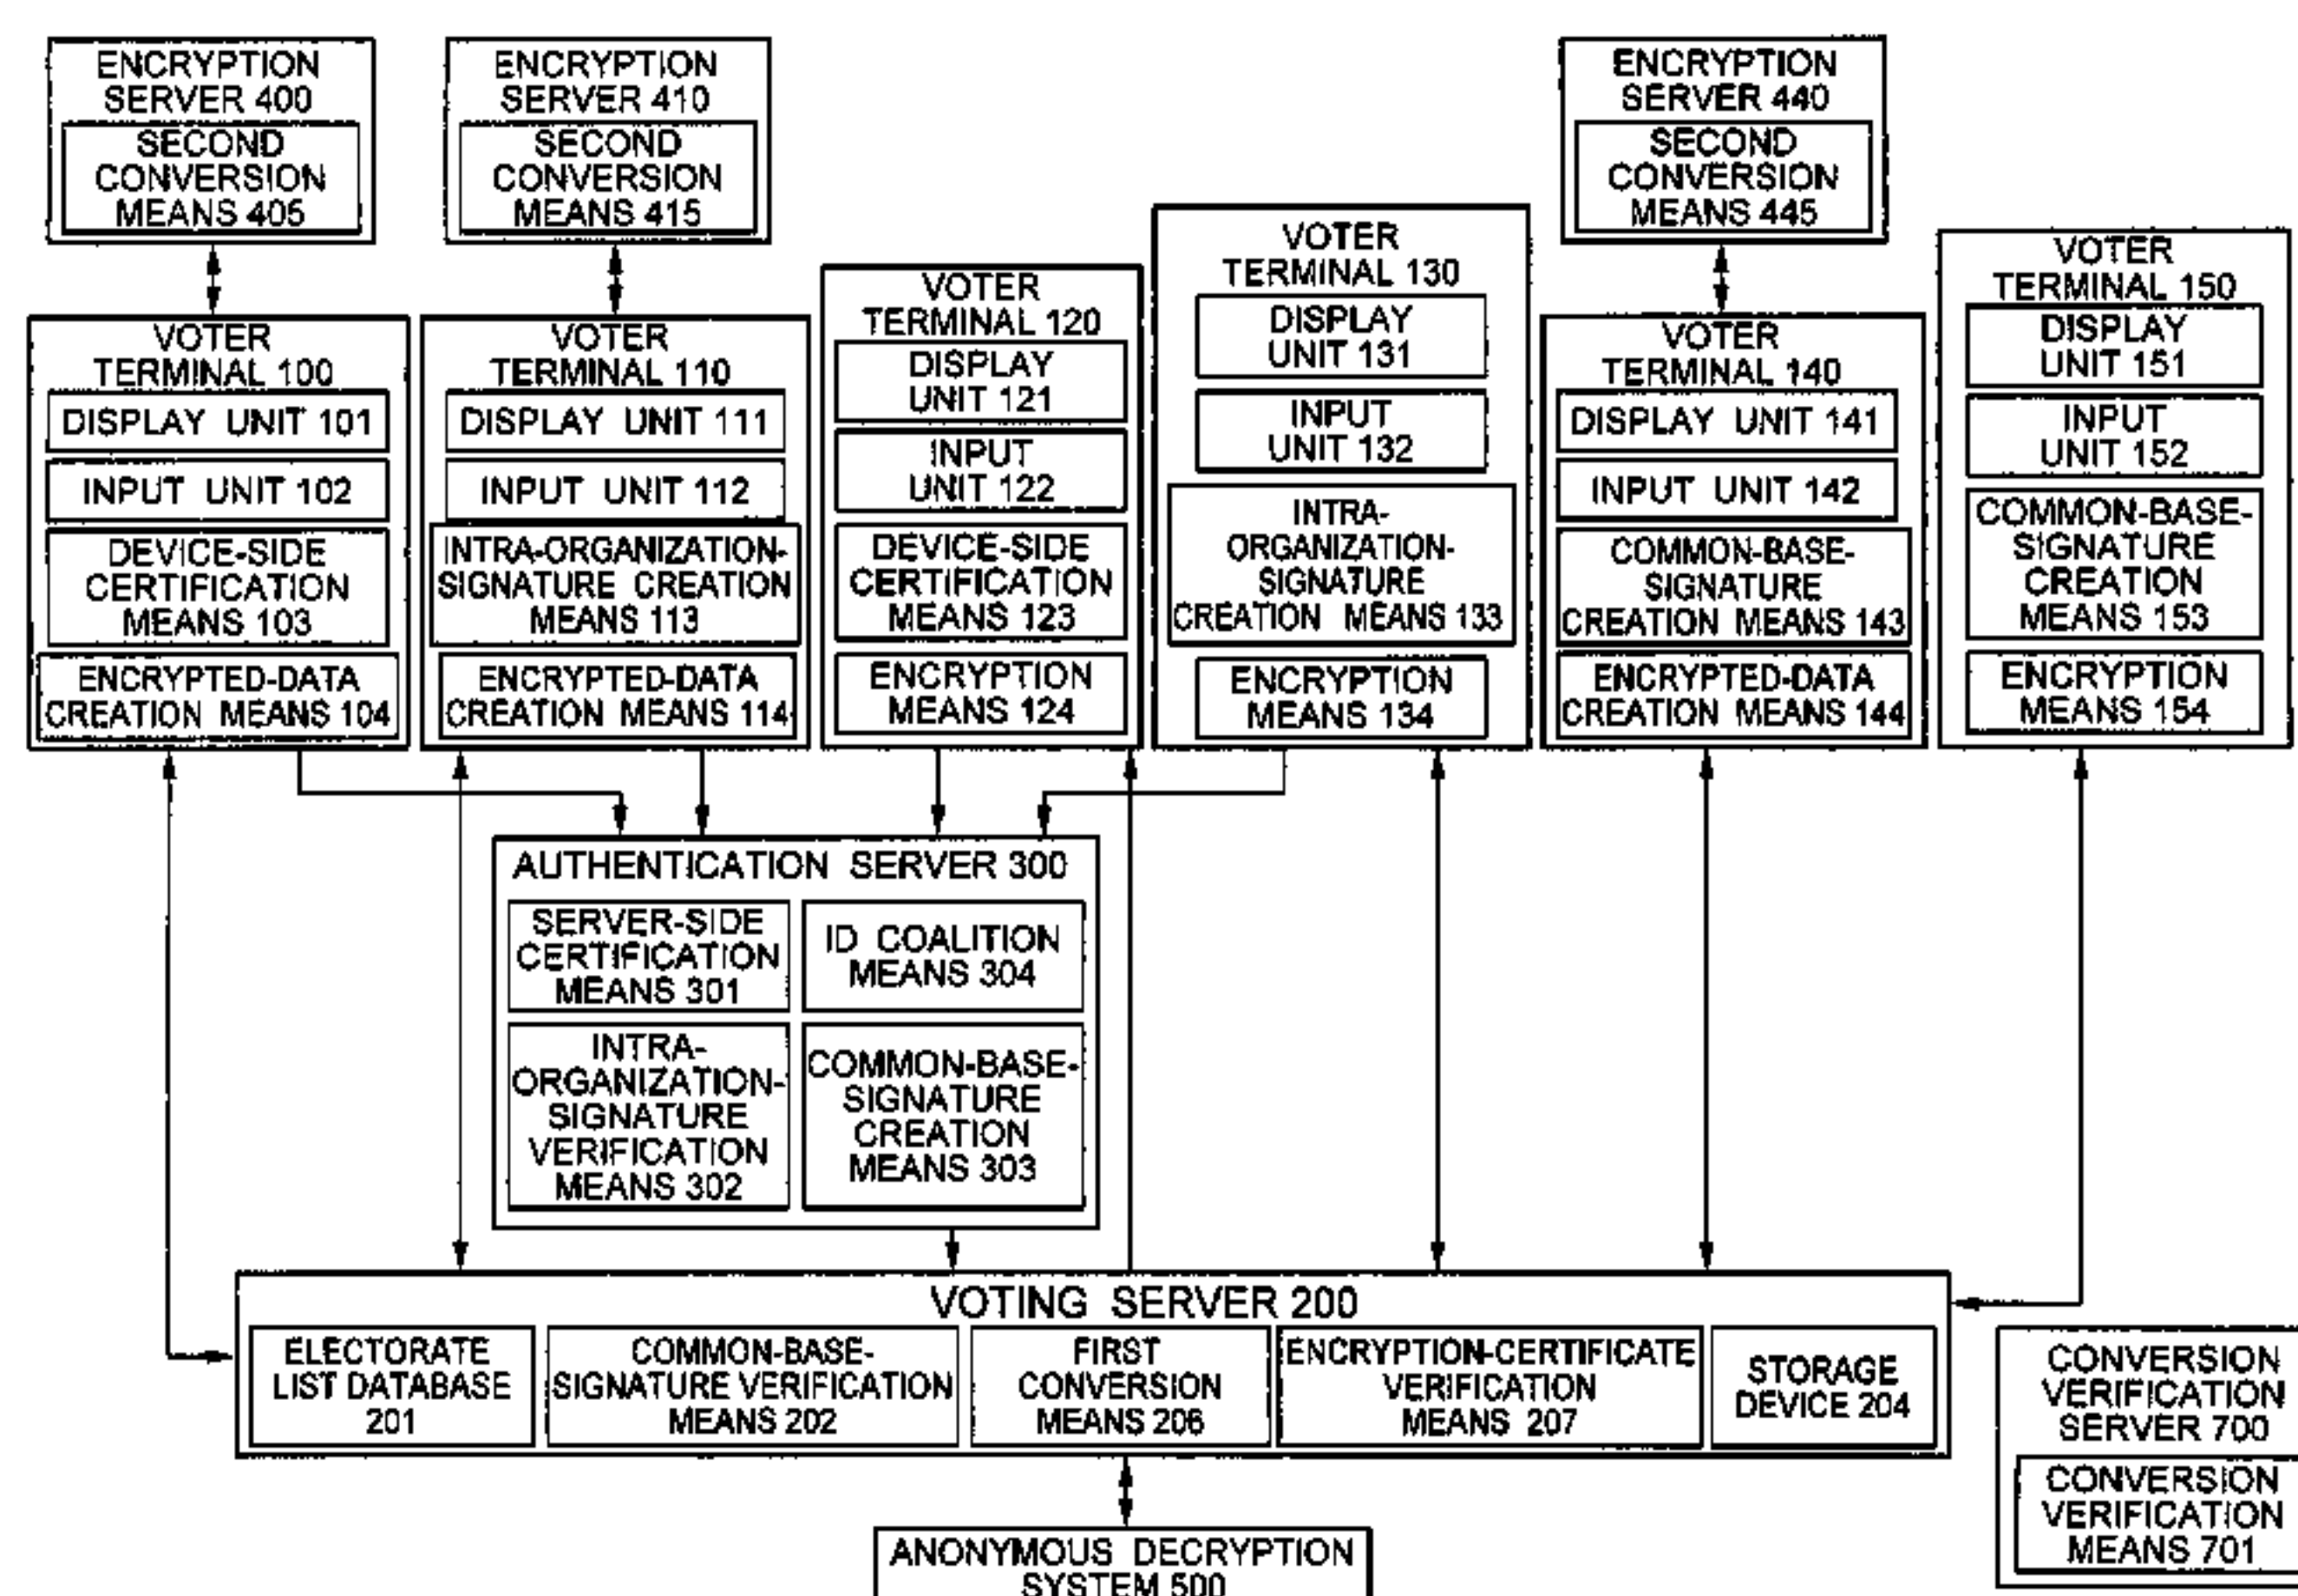 ENCRYPTION
SERVER 400
SECOND
CONVERSION
MEANS 405
ENCRYPTION
SERVER 410
SECOND
CONVERSION
MEANS 415
ENCRYPTION
SERVER 440
SECOND
CONVERSION
MEANS 445
VOTER
TERMINAL 100
DISPLAY UNIT 101
INPUT UNIT 102
DEVICE-SIDE
CERTIFICATION
MEANS 103
ENCRYPTED-DATA
CREATION MEANS 104
VOTER
TERMINAL 110
DISPLAY UNIT 111
INPUT UNIT 112
INTRA-ORGANIZATION-
SIGNATURE CREATION
MEANS 113
ENCRYPTED-DATA
CREATION MEANS 114
VOTER
TERMINAL 120
DISPLAY
UNIT 121
INPUT
UNIT 122
DEVICE-SIDE
CERTIFICATION
MEANS 123
ENCRYPTION
MEANS 124
VOTER
TERMINAL 130
DISPLAY
UNIT 131
INPUT
UNIT 132
INTRA-
ORGANIZATION-
SIGNATURE
CREATION MEANS 133
ENCRYPTION
MEANS 134
VOTER
TERMINAL 140
DISPLAY UNIT 141
INPUT UNIT 142
COMMON-BASE-
SIGNATURE
CREATION MEANS 143
ENCRYPTED-DATA
CREATION MEANS 144
VOTER
TERMINAL 150
DISPLAY
UNIT 151
INPUT
UNIT 152
COMMON-BASE-
SIGNATURE
CREATION
MEANS 153
ENCRYPTION
MEANS 154
AUTHENTICATION SERVER 300
SERVER-SIDE
CERTIFICATION
MEANS 301
ID COALITION
MEANS 304
INTRA-
ORGANIZATION-
SIGNATURE
VERIFICATION
MEANS 302
COMMON-BASE-
SIGNATURE
CREATION
MEANS 303
VOTING SERVER 200
ELECTORATE
LIST DATABASE
201
COMMON-BASE-
SIGNATURE VERIFICATION
MEANS 202
FIRST
CONVERSION
MEANS 206
ENCRYPTION-CERTIFICATE
VERIFICATION
MEANS 207
STORAGE
DEVICE 204
CONVERSION
VERIFICATION
SERVER 700
CONVERSION
VERIFICATION
MEANS 701
ANONYMOUS DECRYPTION
SYSTEM 500